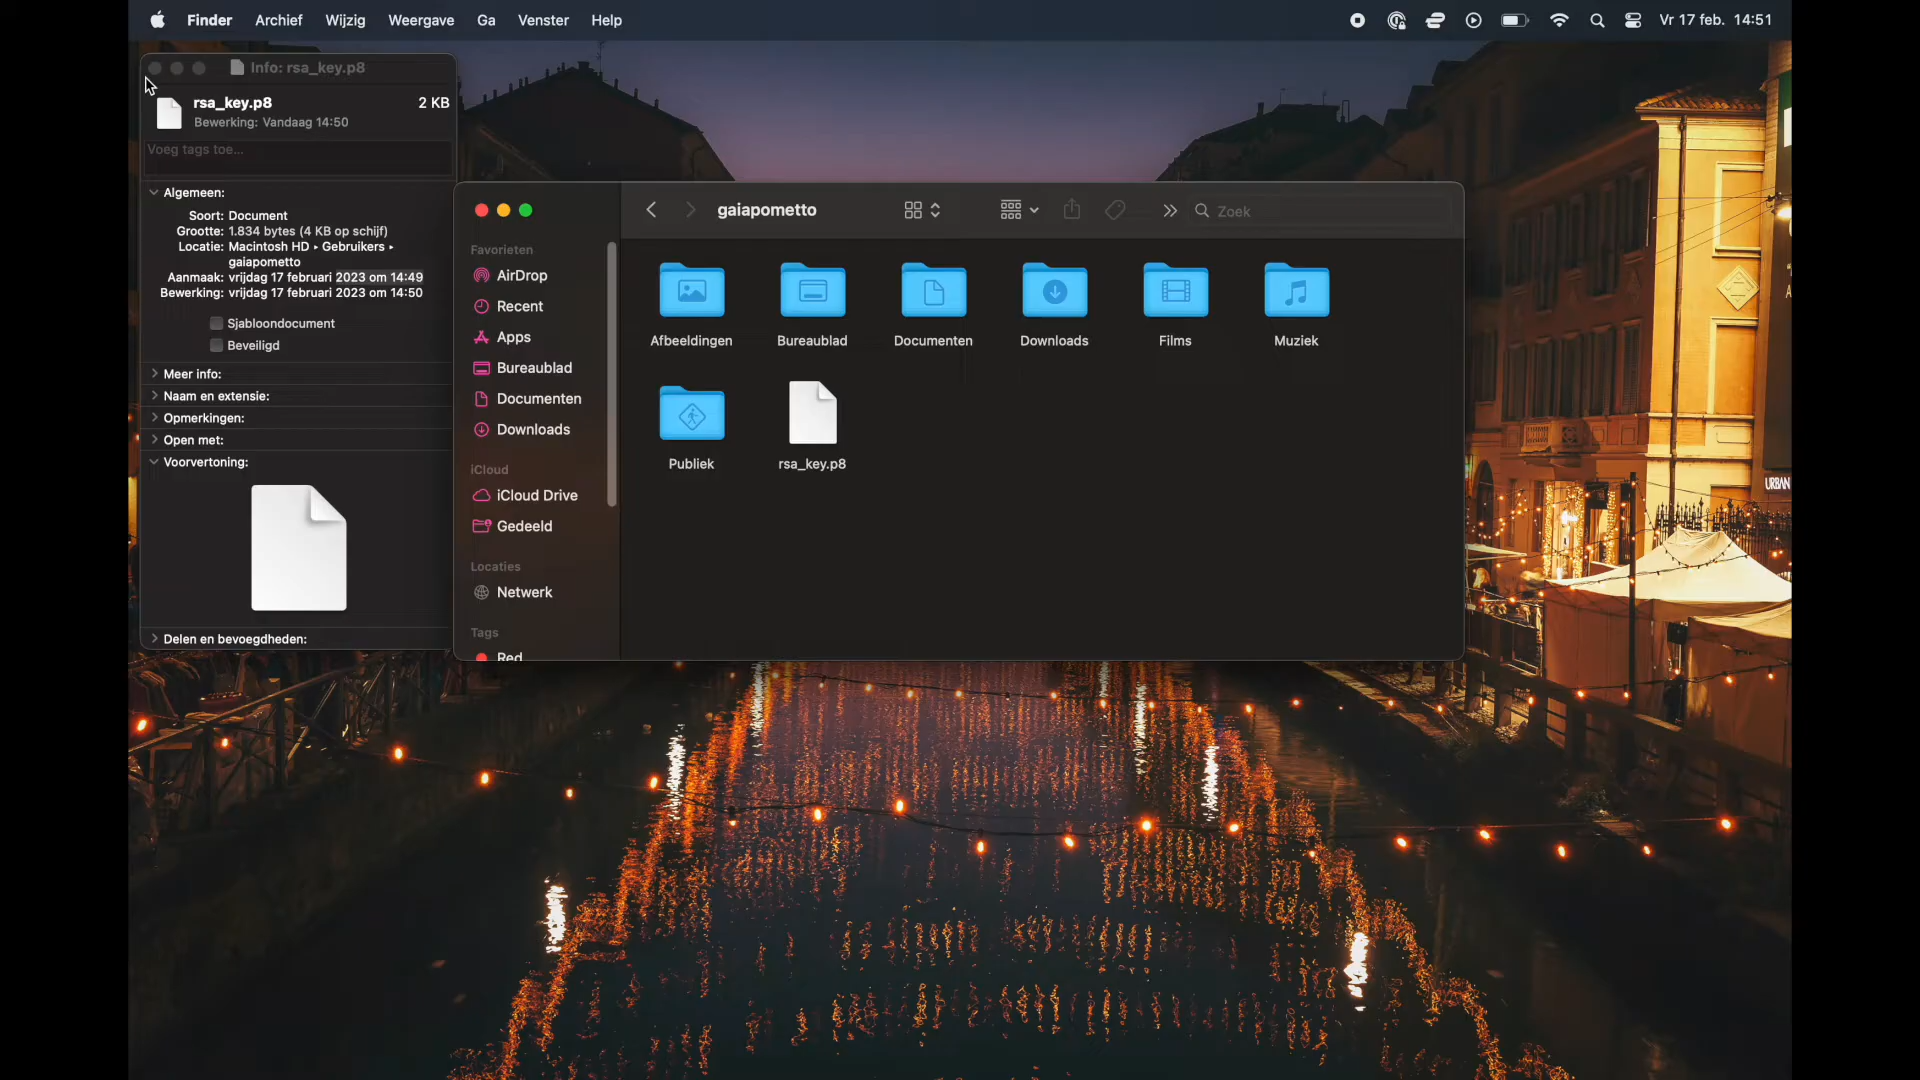 Finder Archief Wijzig Weergave Ga Venster Help Vr 17 feb. 14:51
Info: rsa_key.p8
rsa_key.p8 2 KB
Bewerking: Vandaag 14:50
Voeg tags toe...
Algemeen:
Soort: Document
Grootte: 1.834 bytes (4 KB op schijf)
Locatie: Macintosh HD ▸ Gebruikers ▸
gaiapometto
Aanmaak: vrijdag 17 februari 2023 om 14:49
Bewerking: vrijdag 17 februari 2023 om 14:50
Sjabloondocument
Beveiligd
Meer info:
Naam en extensie:
Opmerkingen:
Open met:
Voorvertoning:
Delen en bevoegdheden:
gaiapometto Zoek
Favorieten
AirDrop
Recent
Apps
Bureaublad
Documenten
Downloads
iCloud
iCloud Drive
Gedeeld
Locaties
Netwerk
Tags
Red
Afbeeldingen Bureaublad Documenten Downloads Films Muziek
Publiek rsa_key.p8
URBAN